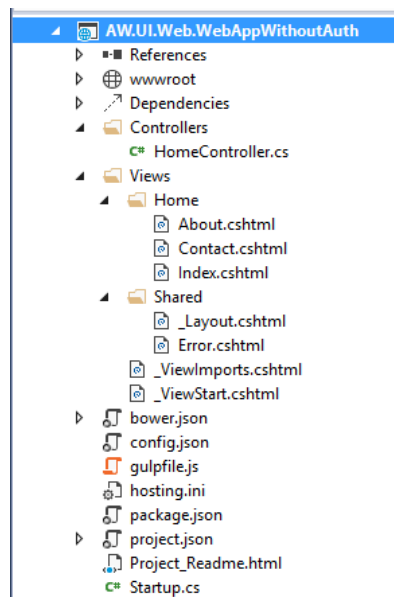 AW.UI.Web.WebAppWithoutAuth
References
wwwroot
Dependencies
Controllers
C# HomeController.cs
Views
Home
About.cshtml
Contact.cshtml
Index.cshtml
Shared
_Layout.cshtml
Error.cshtml
_ViewImports.cshtml
_ViewStart.cshtml
bower.json
config.json
gulpfile.js
hosting.ini
package.json
project.json
Project_Readme.html
C# Startup.cs